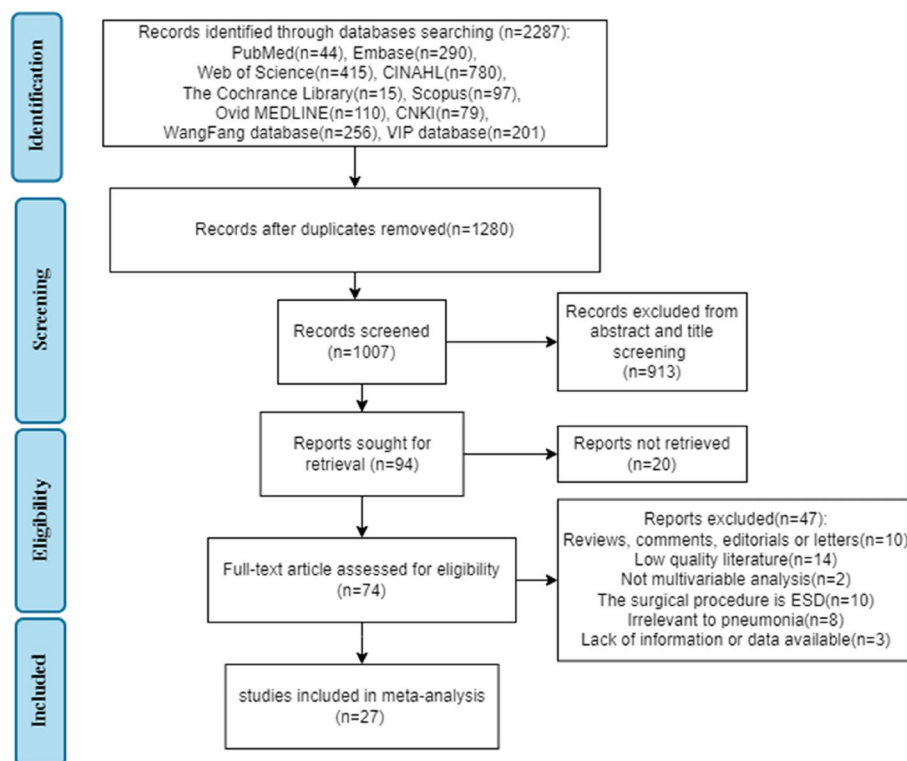 Identification
Records identified through databases searching (n=2287):
PubMed(n=44), Embase(n=290),
Web of Science(n=415), CINAHL(n=780),
The Cochrance Library(n=15), Scopus(n=97),
Ovid MEDLINE(n=110), CNKI(n=79),
WangFang database(n=256), VIP database(n=201)
Screening
Records after duplicates removed(n=1280)
Records screened
(n=1007)
Records excluded from
abstract and title
screening
(n=913)
Eligibility
Reports sought for
retrieval (n=94)
Reports not retrieved
(n=20)
Full-text article assessed for eligibility
(n=74)
Reports excluded(n=47):
Reviews, comments, editorials or letters(n=10)
Low quality literature(n=14)
Not multivariable analysis(n=2)
The surgical procedure is ESD(n=10)
Irrelevant to pneumonia(n=8)
Lack of information or data available(n=3)
Included
studies included in meta-analysis
(n=27)